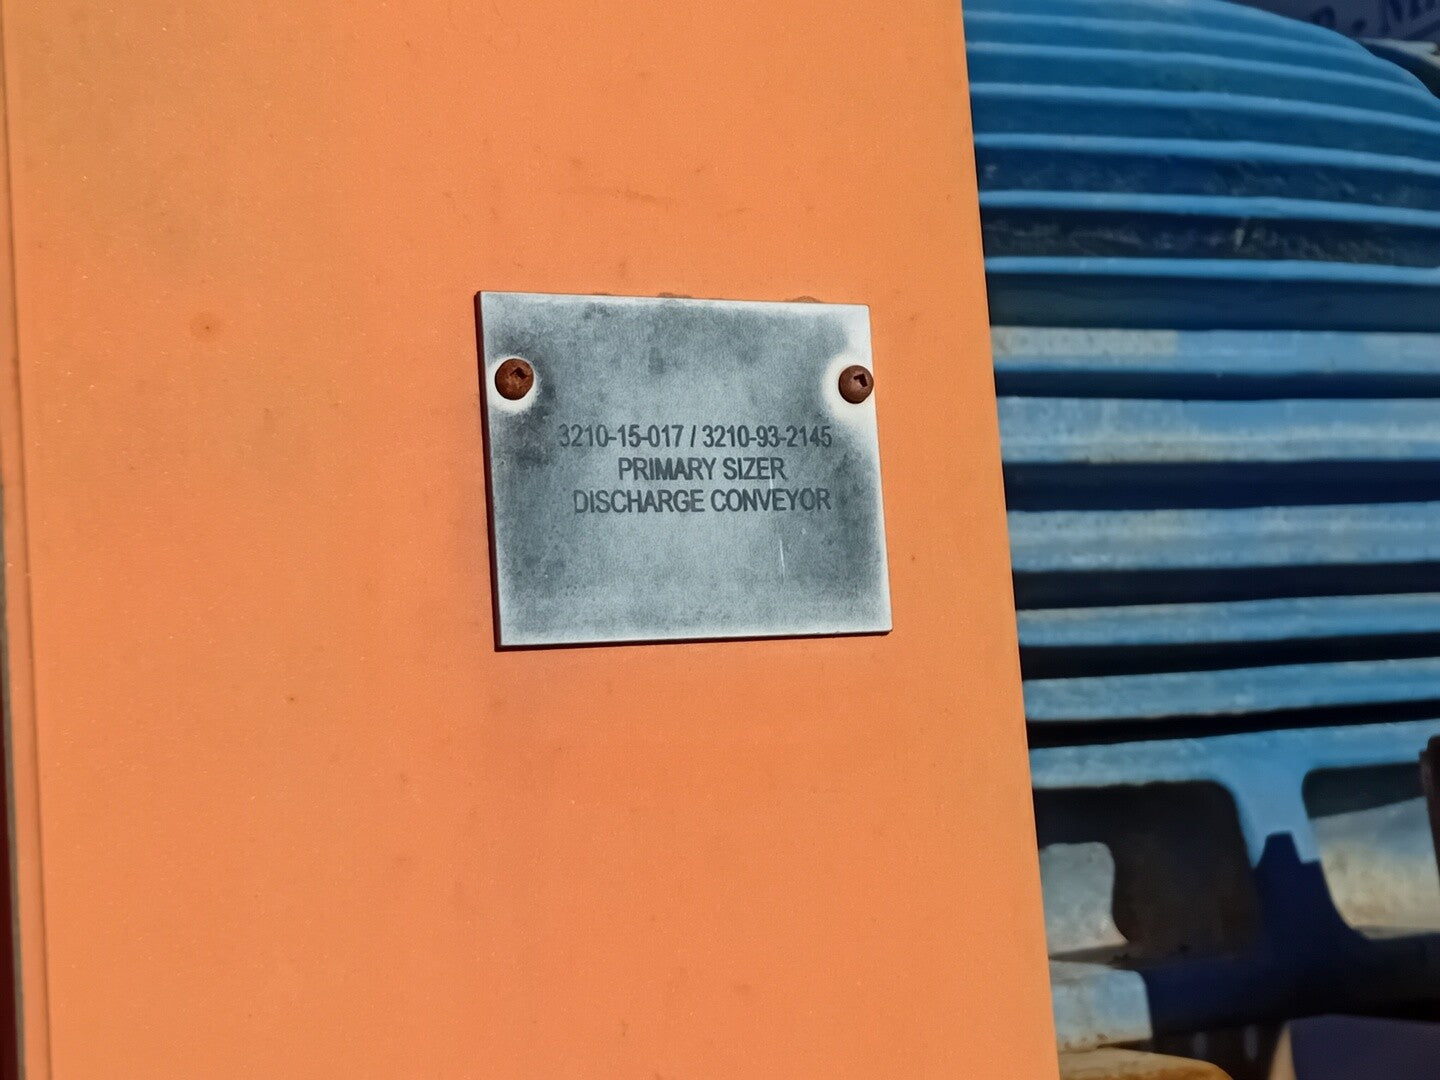 3210-15-017 / 3210-93-2145
PRIMARY SIZER
DISCHARGE CONVEYOR